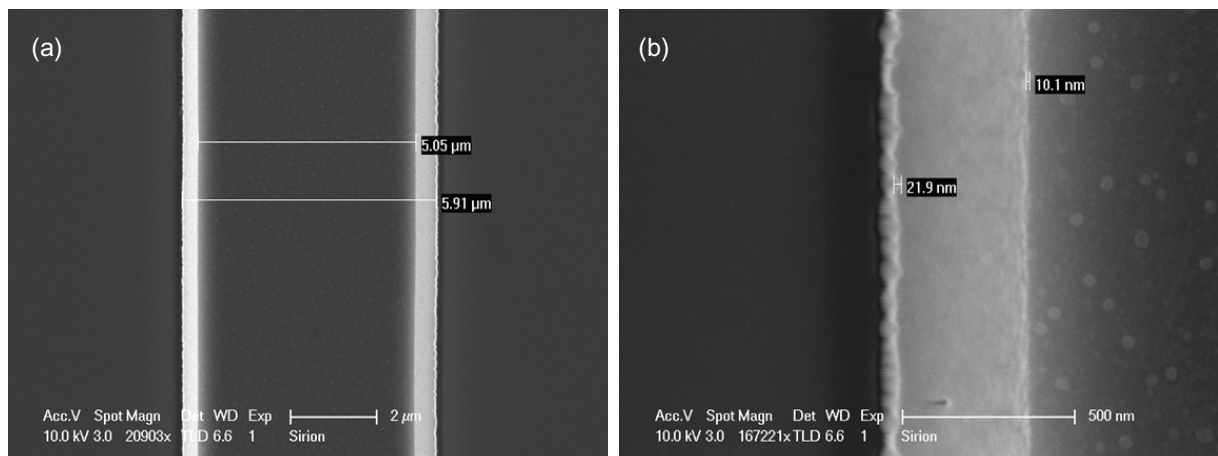 (a)
5.05 µm
5.91 µm
Acc.V Spot Magn Det WD Exp 2 µm
10.0 kV 3.0 20903x TLD 6.6 1 Sirion
(b)
10.1 nm
21.9 nm
Acc.V Spot Magn Det WD Exp 500 nm
10.0 kV 3.0 167221x TLD 6.6 1 Sirion